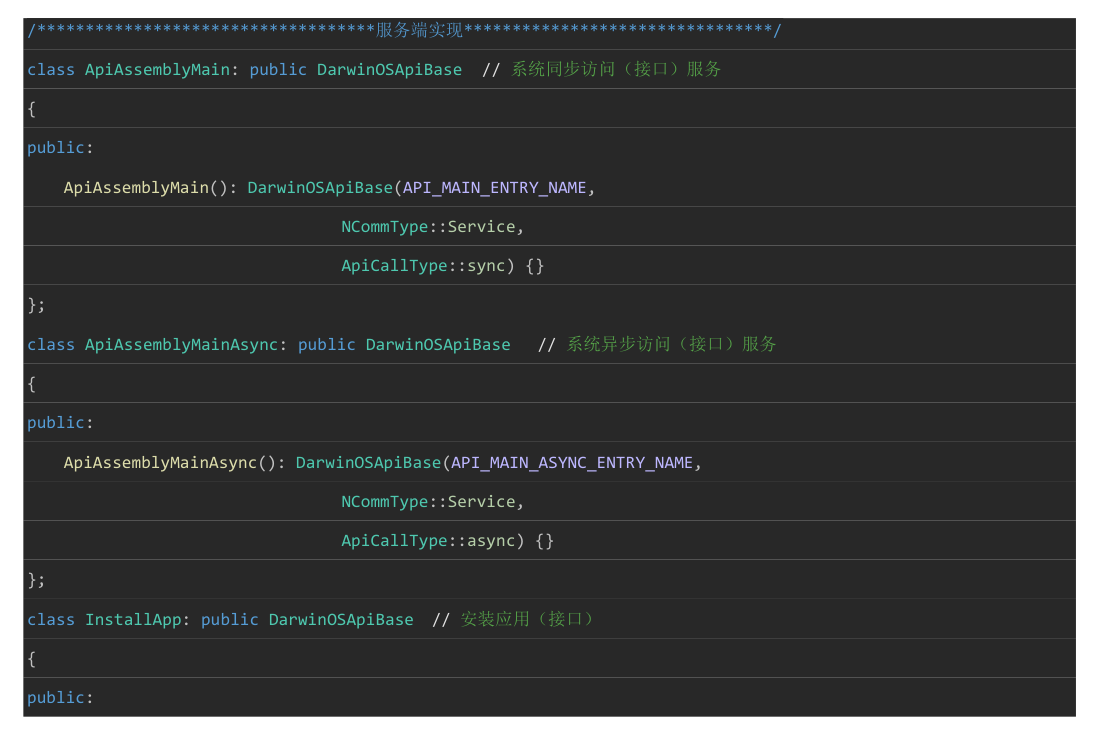 /***********************************服务端实现********************************/
class ApiAssemblyMain: public DarwinOSApiBase  // 系统同步访问（接口）服务
{
public:
    ApiAssemblyMain(): DarwinOSApiBase(API_MAIN_ENTRY_NAME,
                                 NCommType::Service,
                                 ApiCallType::sync) {}
};
class ApiAssemblyMainAsync: public DarwinOSApiBase   // 系统异步访问（接口）服务
{
public:
    ApiAssemblyMainAsync(): DarwinOSApiBase(API_MAIN_ASYNC_ENTRY_NAME,
                                 NCommType::Service,
                                 ApiCallType::async) {}
};
class InstallApp: public DarwinOSApiBase  // 安装应用（接口）
{
public: